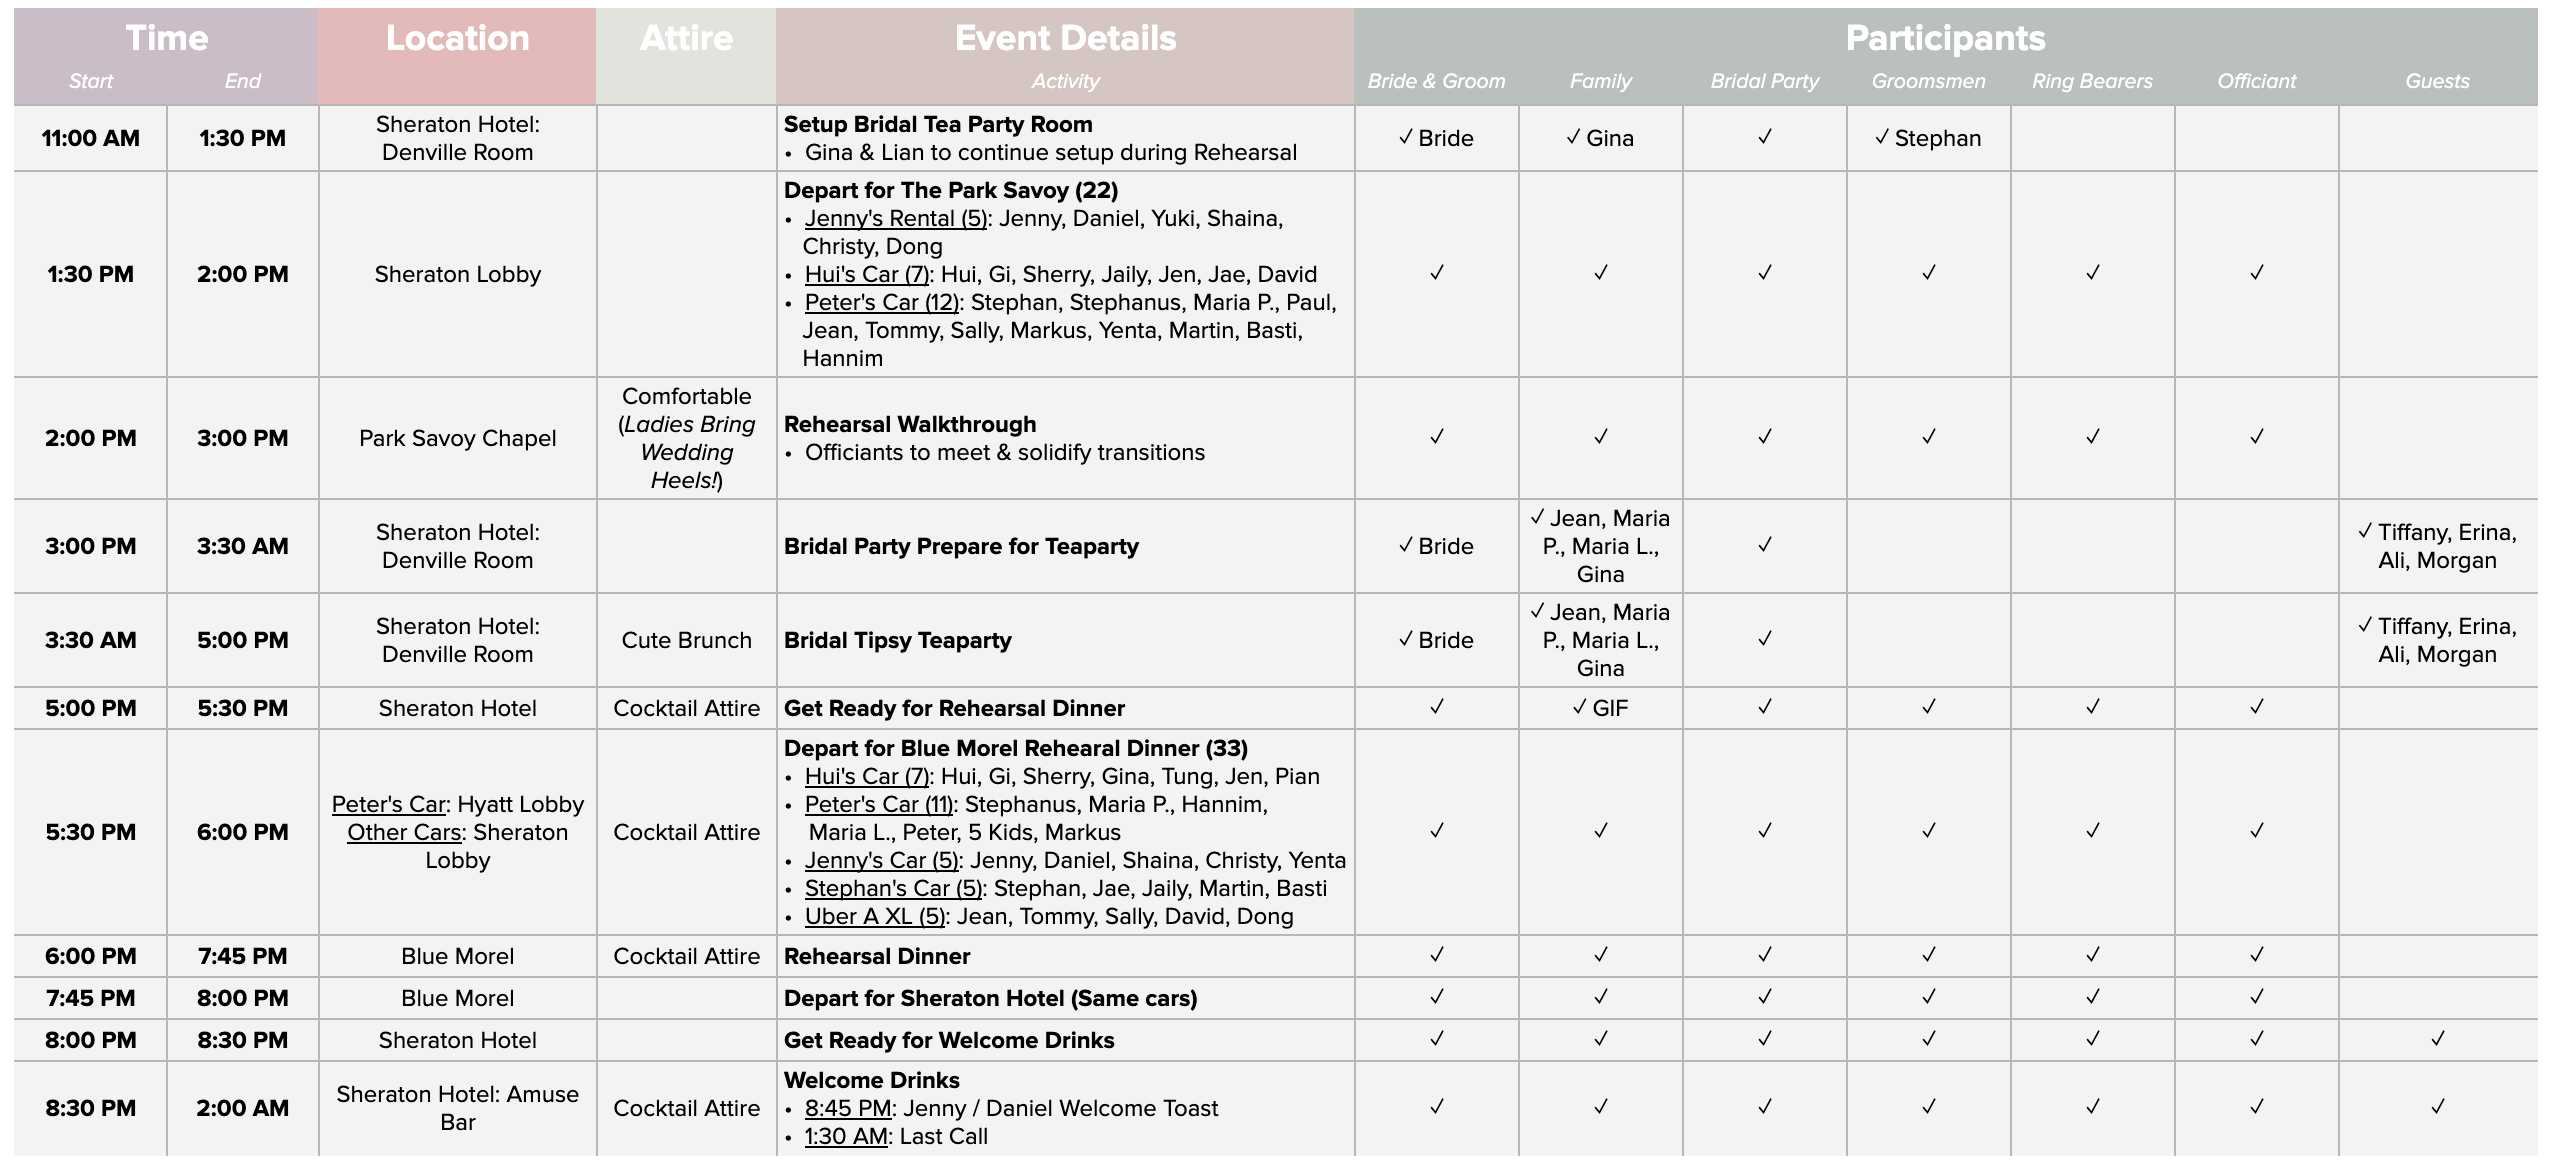 Time Location Attire Event Details Participants
Start End Activity Bride & Groom Family Bridal Party Groomsmen Ring Bearers Officiant Guests
11:00 AM
1:30 PM
Sheraton Hotel:
Denville Room
Setup Bridal Tea Party Room
• Gina & Lian to continue setup during Rehearsal
✓ Bride
✓ Gina
✓
✓ Stephan
1:30 PM
2:00 PM
Sheraton Lobby
Depart for The Park Savoy (22)
• Jenny's Rental (5): Jenny, Daniel, Yuki, Shaina,
Christy, Dong
• Hui's Car (7): Hui, Gi, Sherry, Jaily, Jen, Jae, David
• Peter's Car (12): Stephan, Stephanus, Maria P., Paul,
Jean, Tommy, Sally, Markus, Yenta, Martin, Basti,
Hannim
✓ ✓ ✓ ✓ ✓ ✓
2:00 PM
3:00 PM
Park Savoy Chapel
Comfortable
(Ladies Bring
Wedding
Heels!)
Rehearsal Walkthrough
• Officiants to meet & solidify transitions
✓ ✓ ✓ ✓ ✓ ✓
3:00 PM
3:30 AM
Sheraton Hotel:
Denville Room
Bridal Party Prepare for Teaparty
✓ Bride
✓ Jean, Maria
P., Maria L.,
Gina
✓
✓ Tiffany, Erina,
Ali, Morgan
3:30 AM
5:00 PM
Sheraton Hotel:
Denville Room
Cute Brunch
Bridal Tipsy Teaparty
✓ Bride
✓ Jean, Maria
P., Maria L.,
Gina
✓
✓ Tiffany, Erina,
Ali, Morgan
5:00 PM 5:30 PM Sheraton Hotel Cocktail Attire Get Ready for Rehearsal Dinner ✓ ✓ GIF ✓ ✓ ✓ ✓
5:30 PM
6:00 PM
Peter's Car: Hyatt Lobby
Other Cars: Sheraton
Lobby
Cocktail Attire
Depart for Blue Morel Rehearal Dinner (33)
• Hui's Car (7): Hui, Gi, Sherry, Gina, Tung, Jen, Pian
• Peter's Car (11): Stephanus, Maria P., Hannim,
Maria L., Peter, 5 Kids, Markus
• Jenny's Car (5): Jenny, Daniel, Shaina, Christy, Yenta
• Stephan's Car (5): Stephan, Jae, Jaily, Martin, Basti
• Uber A XL (5): Jean, Tommy, Sally, David, Dong
✓ ✓ ✓ ✓ ✓ ✓
6:00 PM 7:45 PM Blue Morel Cocktail Attire Rehearsal Dinner ✓ ✓ ✓ ✓ ✓ ✓
7:45 PM 8:00 PM Blue Morel Depart for Sheraton Hotel (Same cars) ✓ ✓ ✓ ✓ ✓ ✓
8:00 PM 8:30 PM Sheraton Hotel Get Ready for Welcome Drinks ✓ ✓ ✓ ✓ ✓ ✓ ✓
8:30 PM
2:00 AM
Sheraton Hotel: Amuse
Bar
Cocktail Attire
Welcome Drinks
• 8:45 PM: Jenny / Daniel Welcome Toast
• 1:30 AM: Last Call
✓ ✓ ✓ ✓ ✓ ✓ ✓